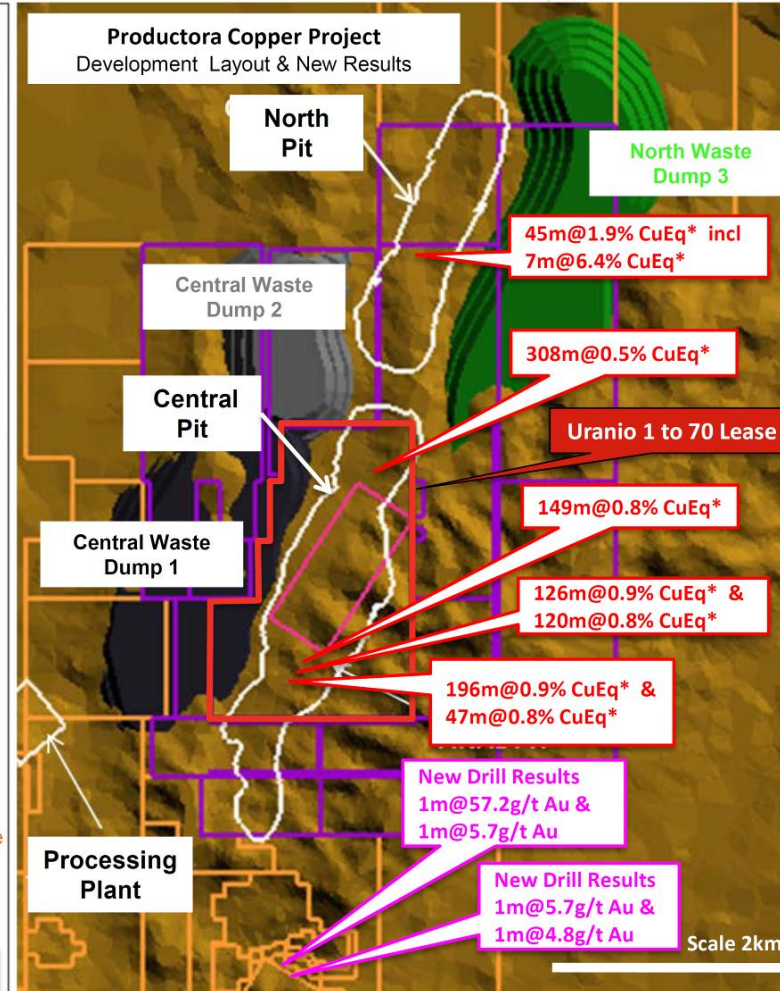 Productora Copper Project
Development Layout & New Results
North
Pit
North Waste
Dump 3
45m@1.9% CuEq* incl
7m@6.4% CuEq*
Central Waste
Dump 2
308m@0.5% CuEq*
Central
Pit
Uranio 1 to 70 Lease
149m@0.8% CuEq*
Central Waste
Dump 1
126m@0.9% CuEq* &
120m@0.8% CuEq*
196m@0.9% CuEq* &
47m@0.8% CuEq*
New Drill Results
1m@57.2g/t Au &
1m@5.7g/t Au
Processing
Plant
New Drill Results
1m@5.7g/t Au &
1m@4.8g/t Au
Scale 2km